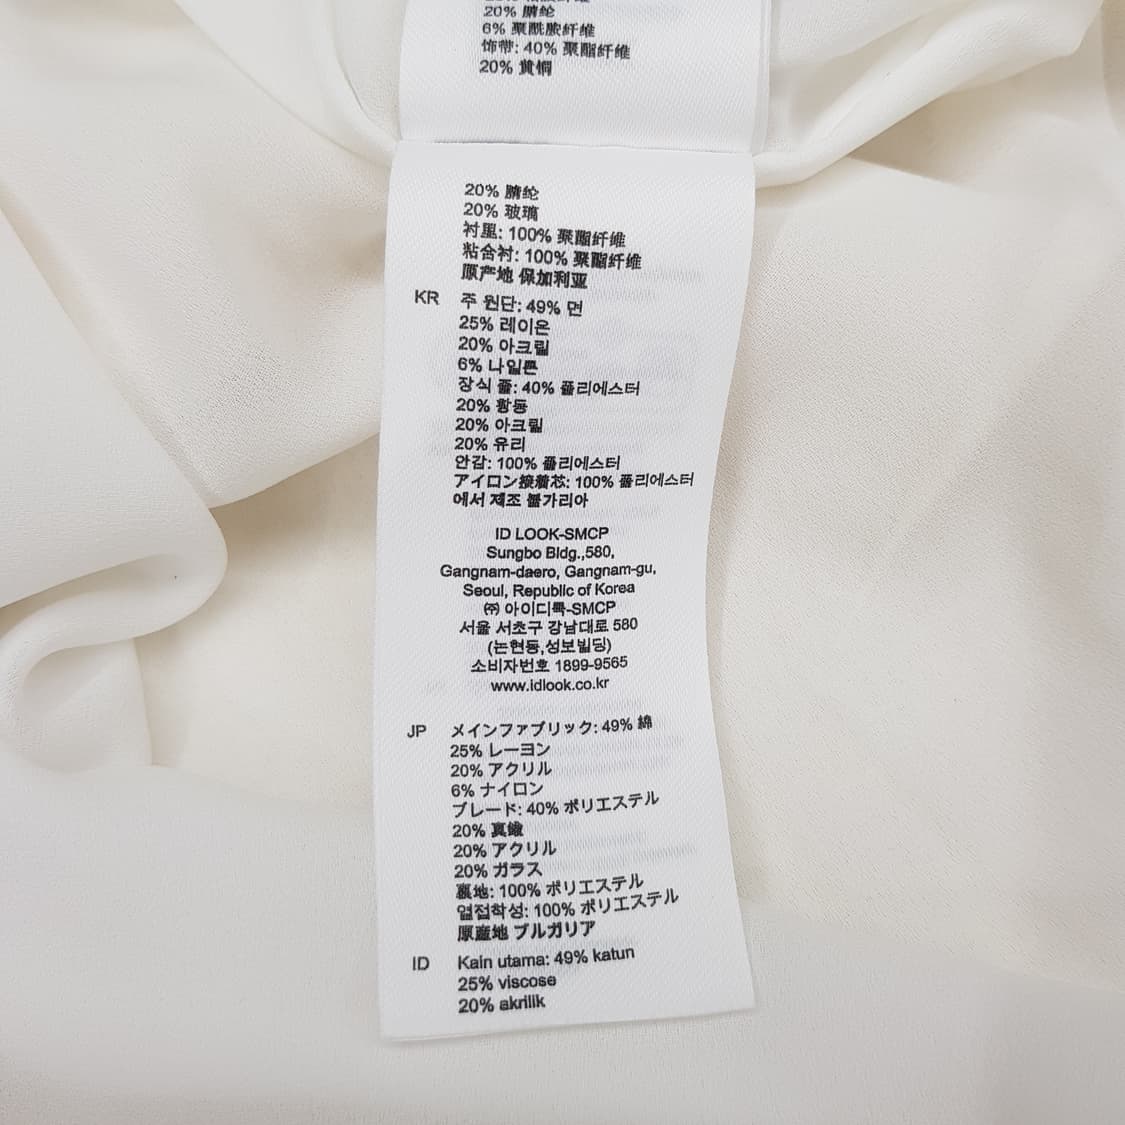 20% 腈纶
6% 聚酰胺纤维
饰带: 40% 聚酯纤维
20% 黄铜
20% 腈纶
20% 玻璃
衬里: 100% 聚酯纤维
粘合衬: 100% 聚酯纤维
原产地 保加利亚
KR 주 원단: 49% 면
25% 레이온
20% 아크릴
6% 나일론
장식 줄: 40% 폴리에스터
20% 황동
20% 아크릴
20% 유리
안감: 100% 폴리에스터
アイロン接着芯: 100% 폴리에스터
에서 제조 불가리아
ID LOOK-SMCP
Sungbo Bldg.,580,
Gangnam-daero, Gangnam-gu,
Seoul, Republic of Korea
㈜ 아이디룩-SMCP
서울 서초구 강남대로 580
(논현동,성보빌딩)
소비자번호 1899-9565
www.idlook.co.kr
JP メインファブリック: 49% 綿
25% レーヨン
20% アクリル
6% ナイロン
ブレード: 40% ポリエステル
20% 真鍮
20% アクリル
20% ガラス
裏地: 100% ポリエステル
열접착성: 100% ポリエステル
原産地 ブルガリア
ID Kain utama: 49% katun
25% viscose
20% akrilik